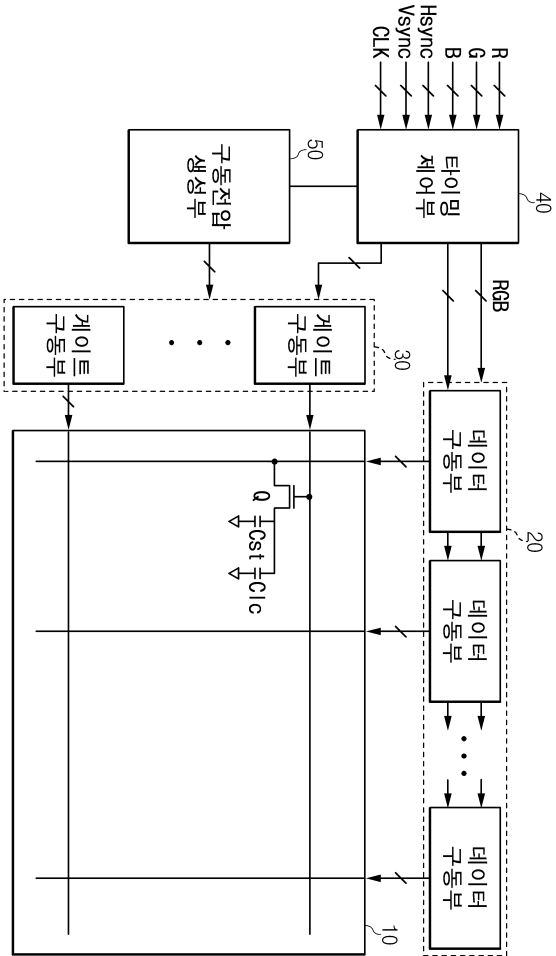 R
G
B
Hsync
Vsync
CLK
타이밍
제어부
40
RGB
데이터
구동부
데이터
구동부
데이터
구동부
20
구동전압
생성부
50
게이트
구동부
게이트
구동부
30
Q
Cst
Clc
10